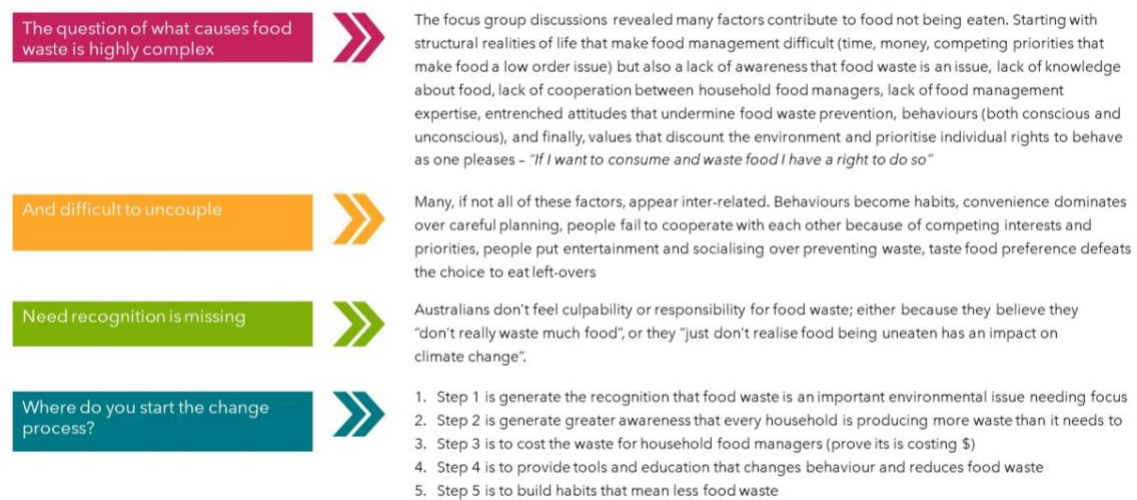 The question of what causes food
waste is highly complex
The focus group discussions revealed many factors contribute to food not being eaten. Starting with
structural realities of life that make food management difficult (time, money, competing priorities that
make food a low order issue) but also a lack of awareness that food waste is an issue, lack of knowledge
about food, lack of cooperation between household food managers, lack of food management
expertise, entrenched attitudes that undermine food waste prevention, behaviours (both conscious and
unconscious), and finally, values that discount the environment and prioritise individual rights to behave
as one pleases – "If I want to consume and waste food I have a right to do so"
And difficult to uncouple
Many, if not all of these factors, appear inter-related. Behaviours become habits, convenience dominates
over careful planning, people fail to cooperate with each other because of competing interests and
priorities, people put entertainment and socialising over preventing waste, taste food preference defeats
the choice to eat left-overs
Need recognition is missing
Australians don't feel culpability or responsibility for food waste; either because they believe they
"don't really waste much food", or they "just don't realise food being uneaten has an impact on
climate change".
Where do you start the change
process?
1. Step 1 is generate the recognition that food waste is an important environmental issue needing focus
2. Step 2 is generate greater awareness that every household is producing more waste than it needs to
3. Step 3 is to cost the waste for household food managers (prove its is costing $)
4. Step 4 is to provide tools and education that changes behaviour and reduces food waste
5. Step 5 is to build habits that mean less food waste